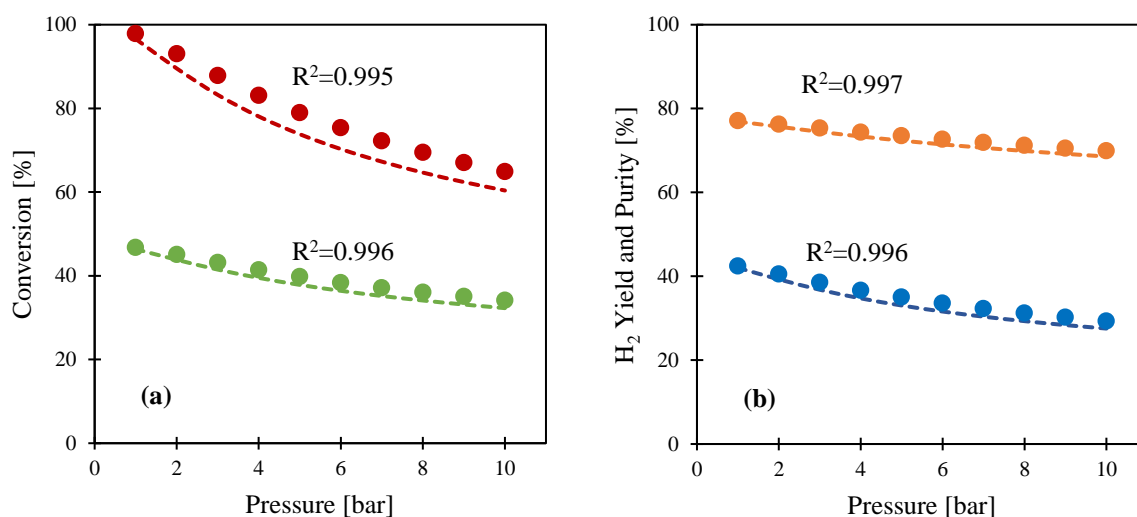 100
80
60
40
20
0
Conversion [%]
R²=0.995
R²=0.996
(a)
0 2 4 6 8 10
Pressure [bar]
100
80
60
40
20
0
H₂ Yield and Purity [%]
R²=0.997
R²=0.996
(b)
0 2 4 6 8 10
Pressure [bar]